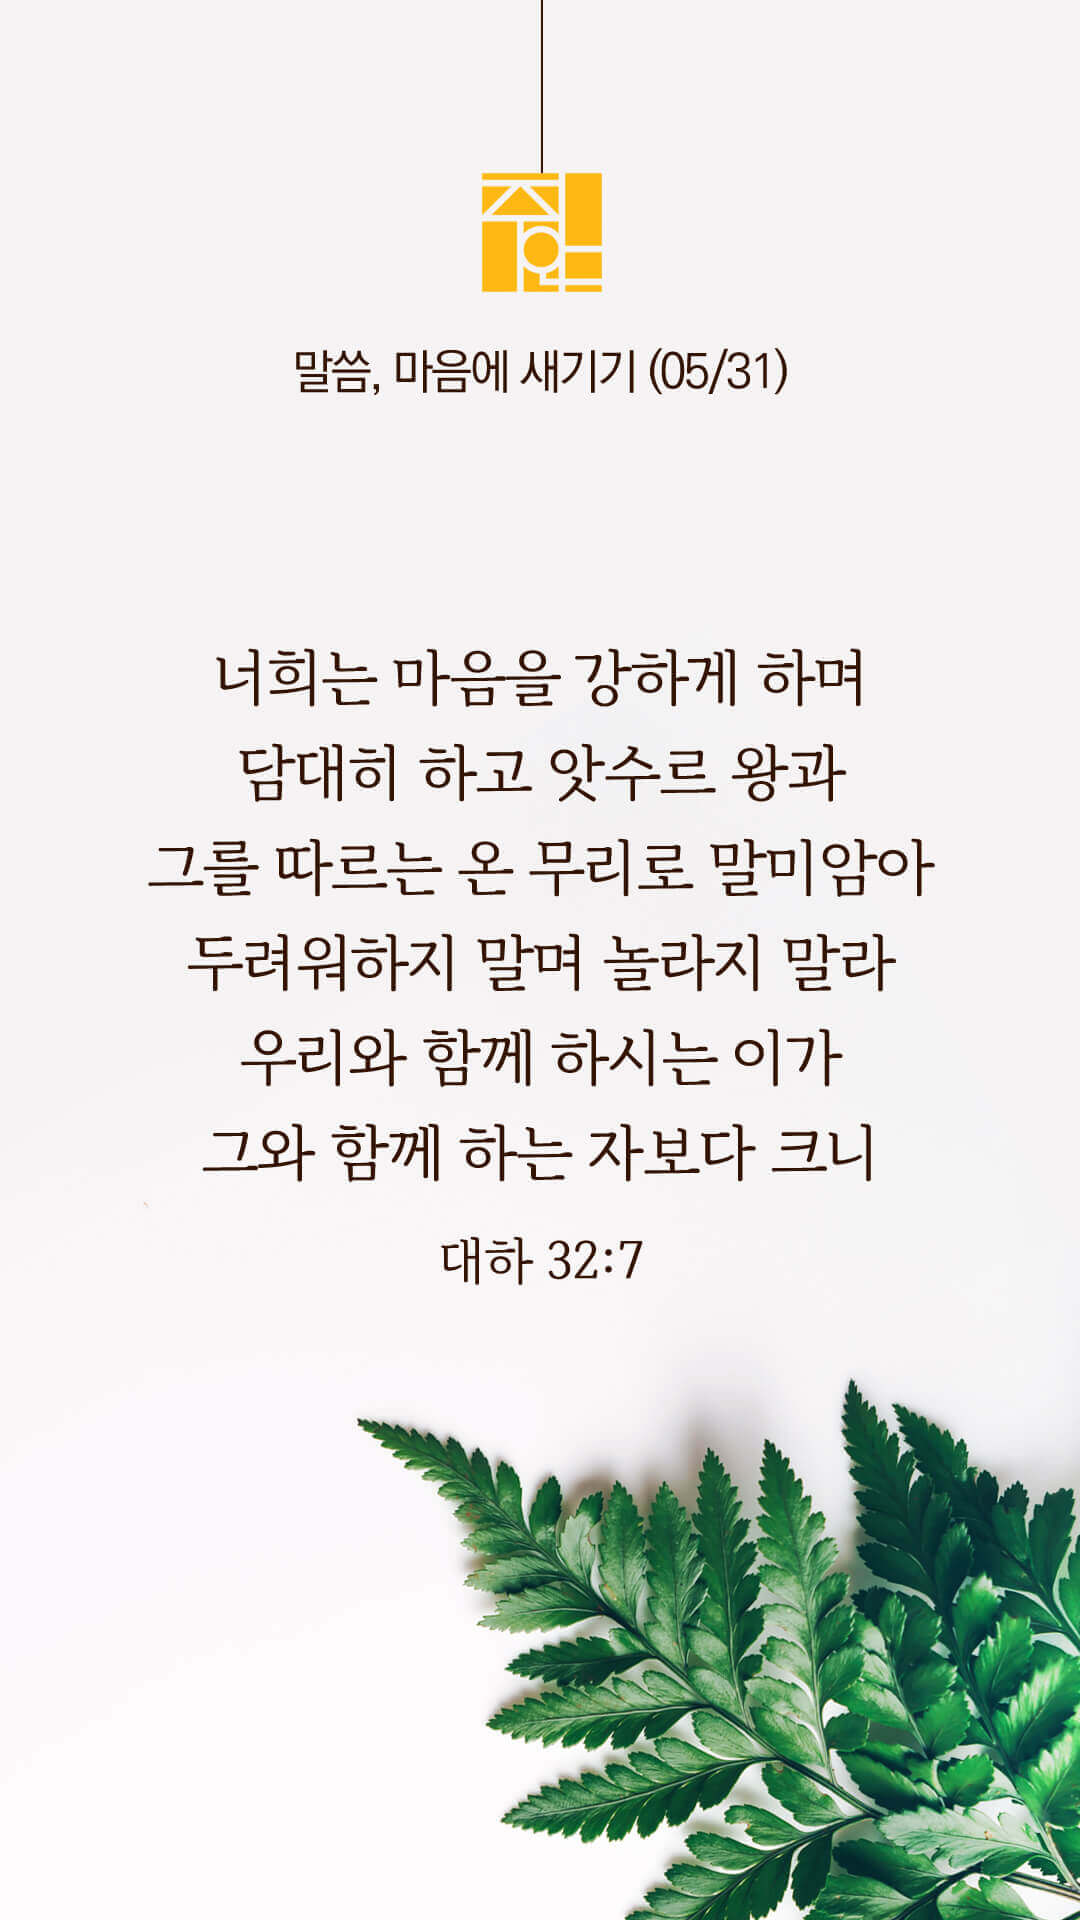 주인
말씀, 마음에 새기기 (05/31)
너희는 마음을 강하게 하며
담대히 하고 앗수르 왕과
그를 따르는 온 무리로 말미암아
두려워하지 말며 놀라지 말라
우리와 함께 하시는 이가
그와 함께 하는 자보다 크니
대하 32:7